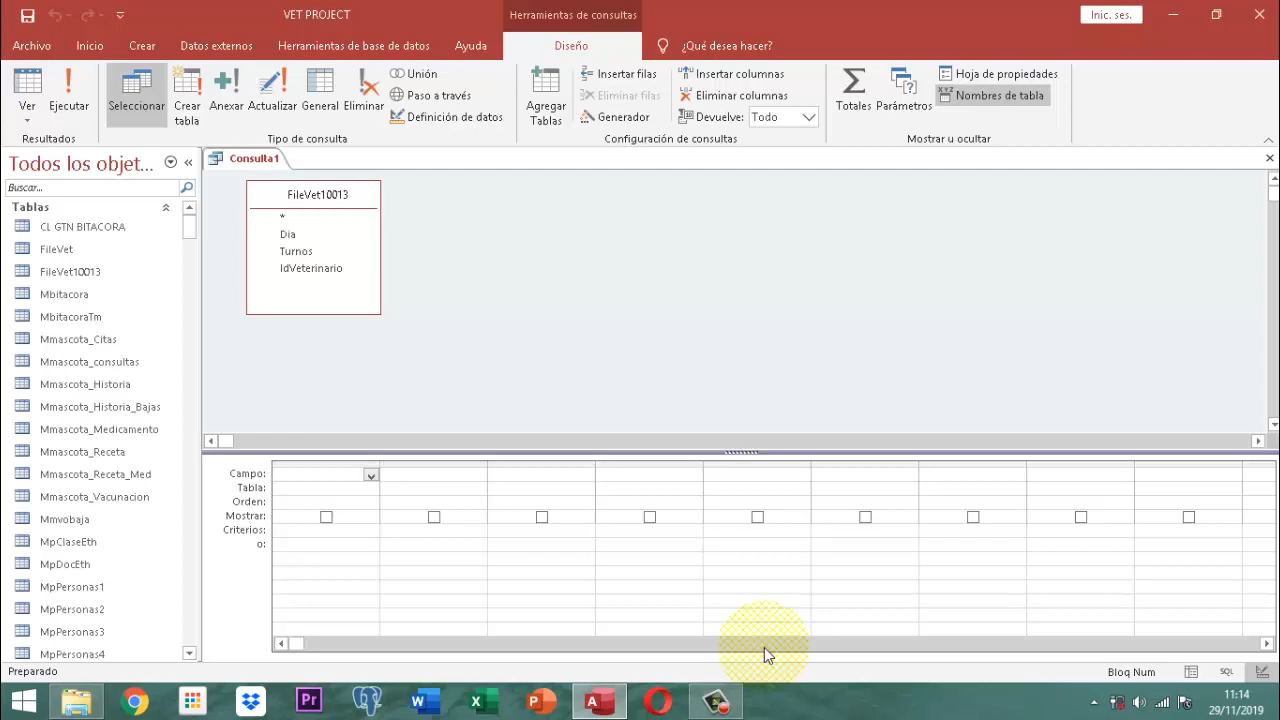 VET PROJECT
Herramientas de consultas
Inic. ses.
Archivo Inicio Crear Datos externos Herramientas de base de datos Ayuda Diseño ¿Qué desea hacer?
Ver Ejecutar Seleccionar Crear tabla Anexar Actualizar General Eliminar
Unión
Paso a través
Definición de datos
Agregar Tablas
Insertar filas
Eliminar filas
Generador
Insertar columnas
Eliminar columnas
Devuelve: Todo
Totales Parámetros
Hoja de propiedades
XYZ Nombres de tabla
Resultados Tipo de consulta Configuración de consultas Mostrar u ocultar
Todos los objet...
Buscar...
Tablas
CL GTN BITACORA
FileVet
FileVet10013
Mbitacora
MbitacoraTm
Mmascota_Citas
Mmascota_consultas
Mmascota_Historia
Mmascota_Historia_Bajas
Mmascota_Medicamento
Mmascota_Receta
Mmascota_Receta_Med
Mmascota_Vacunacion
Mmvobaja
MpClaseEth
MpDocEth
MpPersonas1
MpPersonas2
MpPersonas3
MpPersonas4
Consulta1
FileVet10013
*
Dia
Turnos
IdVeterinario
Campo:
Tabla:
Orden:
Mostrar:
Criterios:
o:
Preparado
Bloq Num
SQL
Pr
W
X
P
A
11:14
29/11/2019